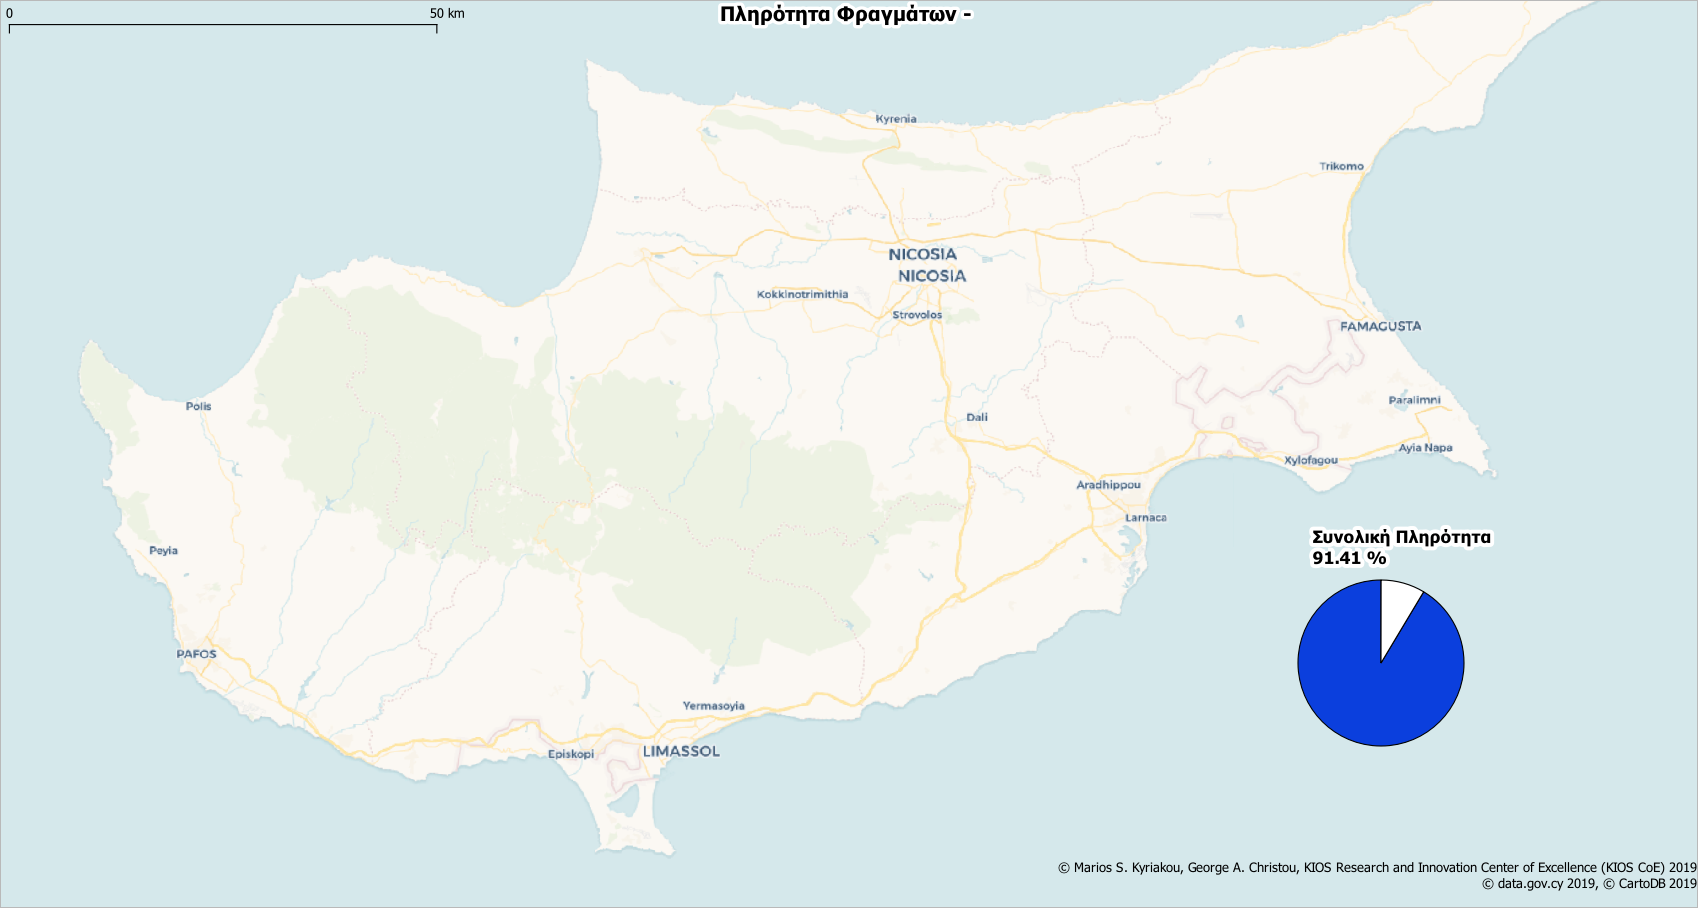 0 50 km
Πληρότητα Φραγμάτων -
Kyrenia
Trikomo
NICOSIA
NICOSIA
Kokkinotrimithia
Strovolos
FAMAGUSTA
Polis
Paralimni
Dali
Ayia Napa
Xylofagou
Aradhippou
Larnaca
Peyia
Συνολική Πληρότητα
91.41 %
PAFOS
Yermasoyia
Episkopi
LIMASSOL
© Marios S. Kyriakou, George A. Christou, KIOS Research and Innovation Center of Excellence (KIOS CoE) 2019
© data.gov.cy 2019, © CartoDB 2019